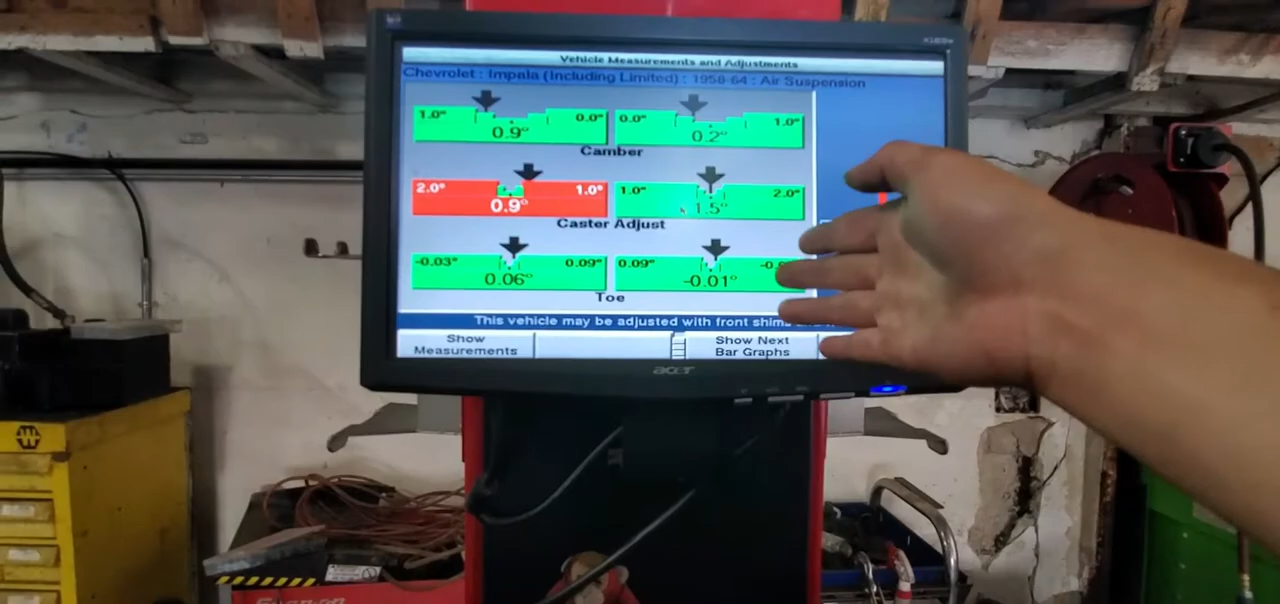 X183H
Vehicle Measurements and Adjustments
Chevrolet : Impala (Including Limited) : 1958-64 : Air Suspension
1.0° 0.9° 0.0° 0.0° 0.2° 1.0°
Camber
2.0° 0.9° 1.0° 1.0° 1.5° 2.0°
Caster Adjust
-0.03° 0.06° 0.09° 0.09° -0.01°
Toe
This vehicle may be adjusted with front shims
Show Measurements
Show Next Bar Graphs
acer
Snap-on